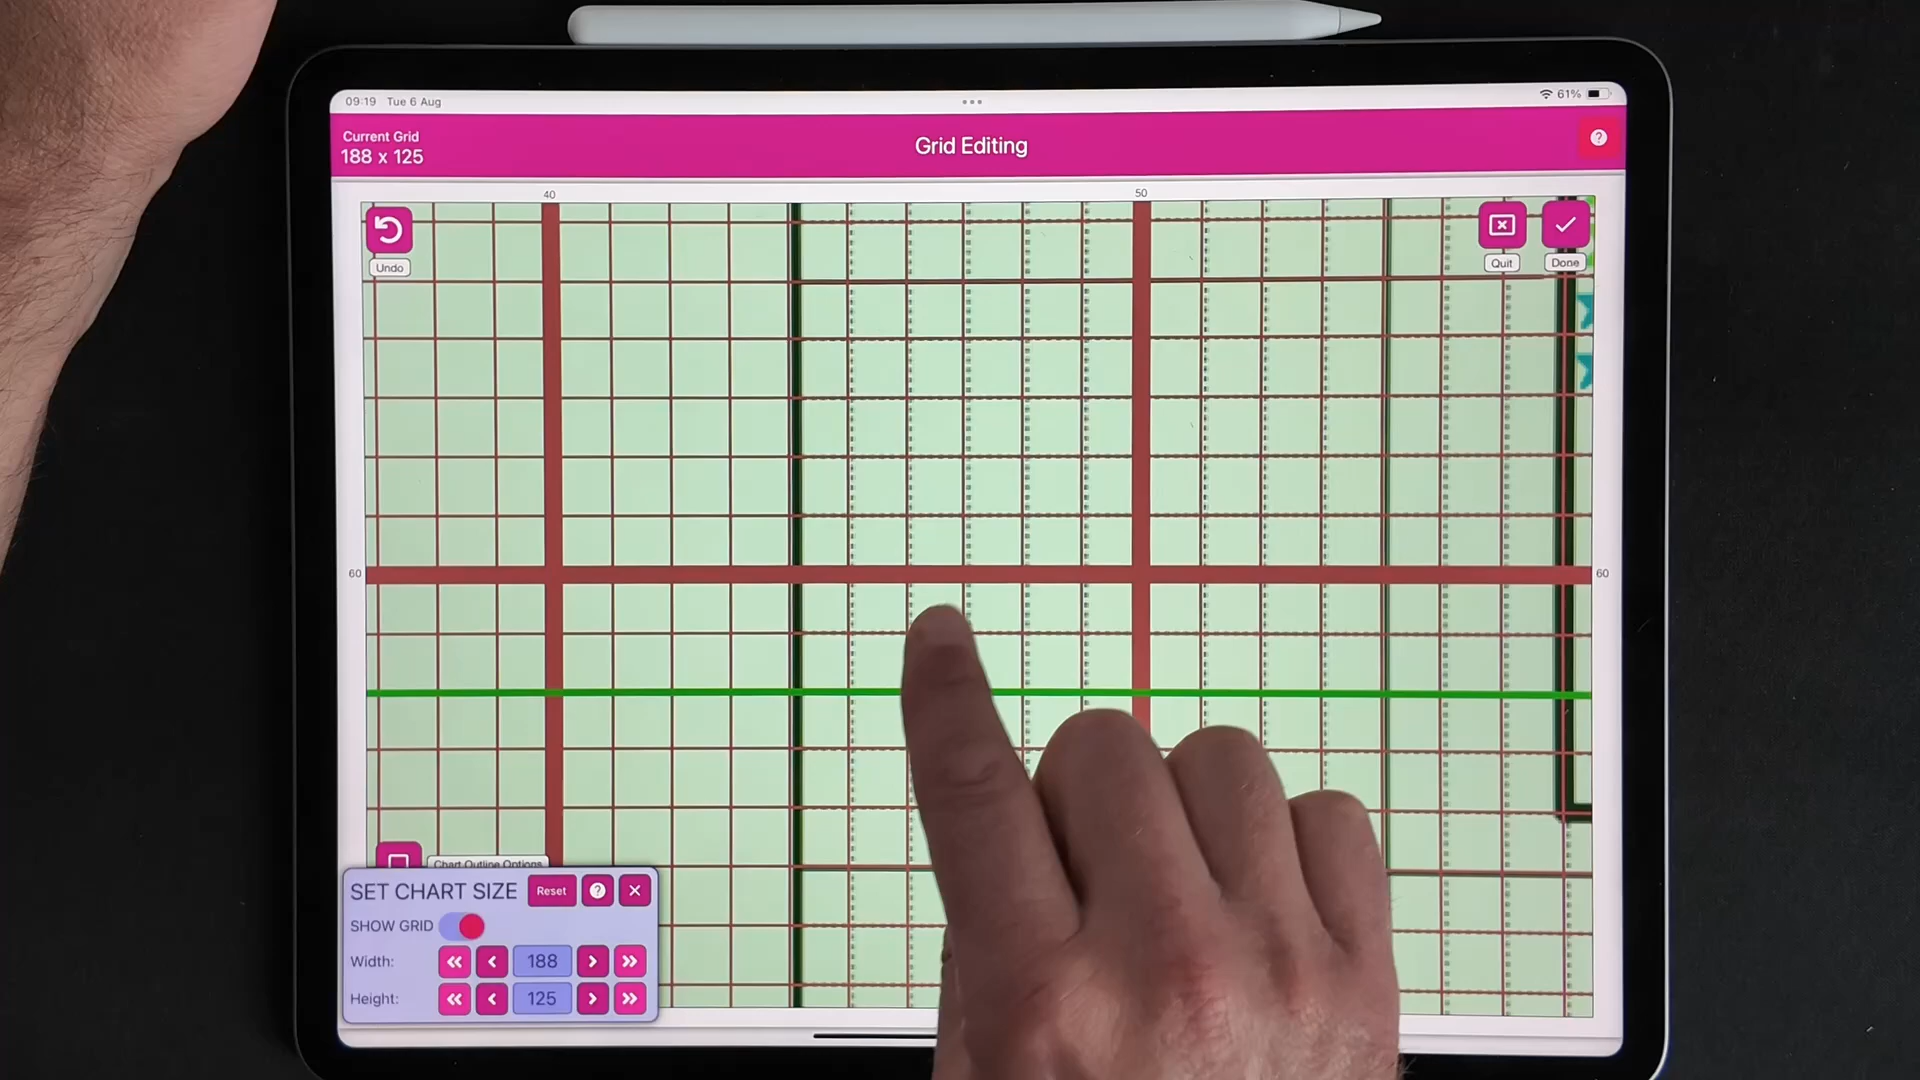 09:19 Tue 6 Aug
61%
Current Grid
188 x 125
Grid Editing
?
40
50
Undo
Quit
Done
60
60
Chart Outline Options
SET CHART SIZE
Reset
?
SHOW GRID
Width:
188
Height:
125